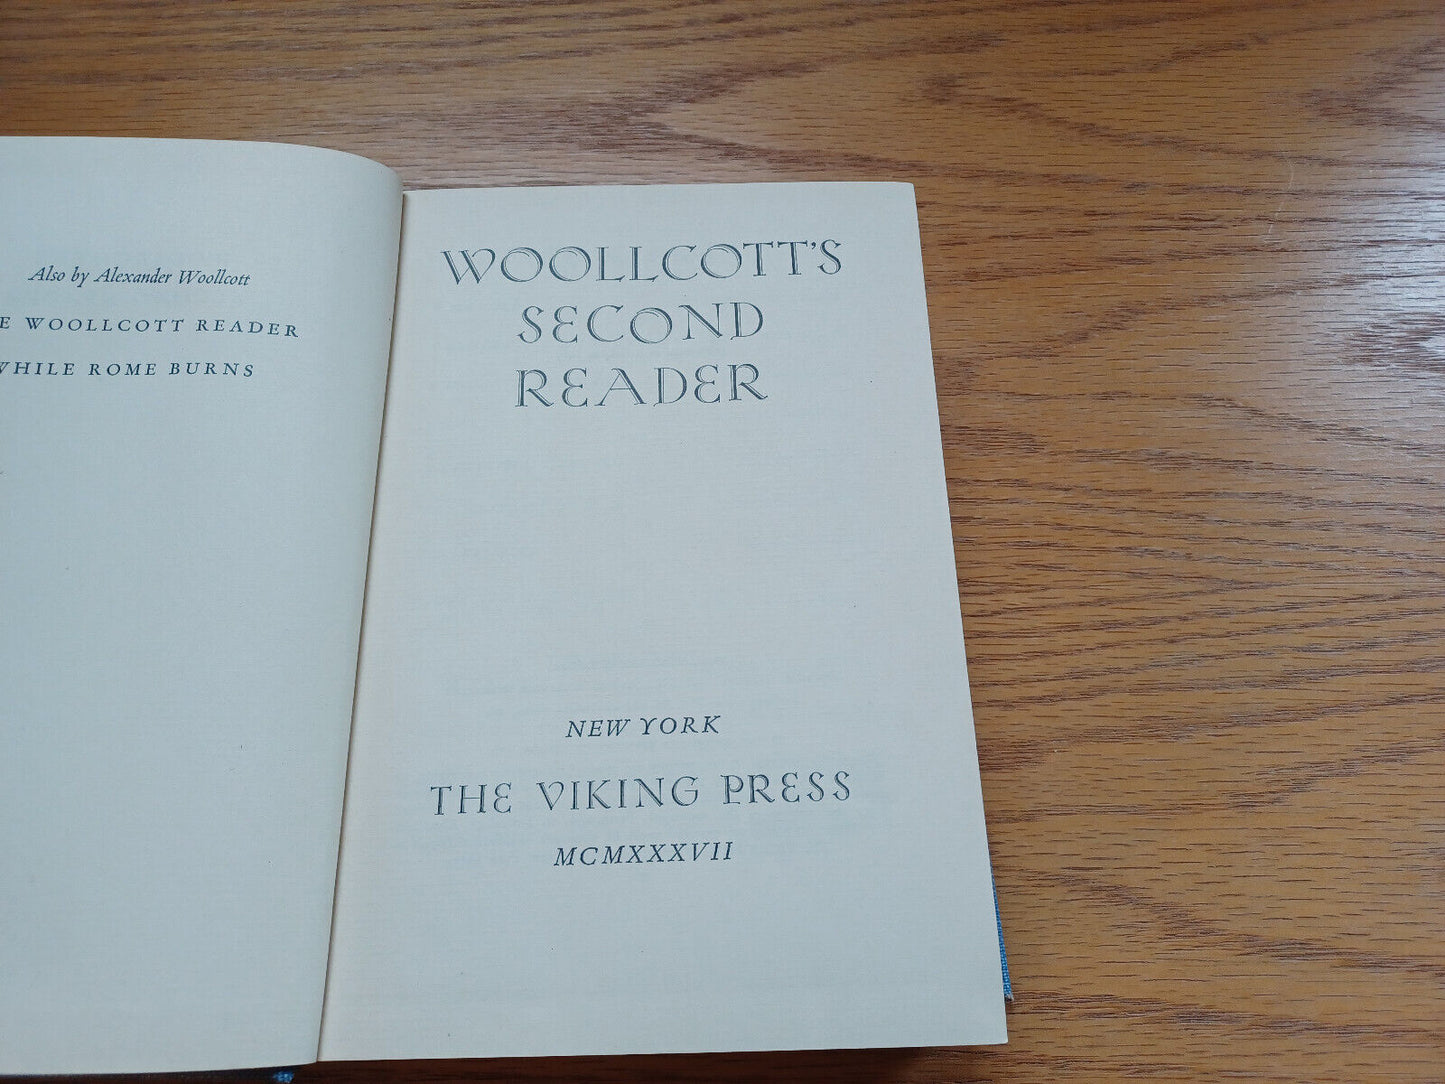 Also by Alexander Woollcott
E WOOLLCOTT READER
WHILE ROME BURNS
WOOLLCOTT'S
SECOND
READER
NEW YORK
THE VIKING PRESS
MCMXXXVII